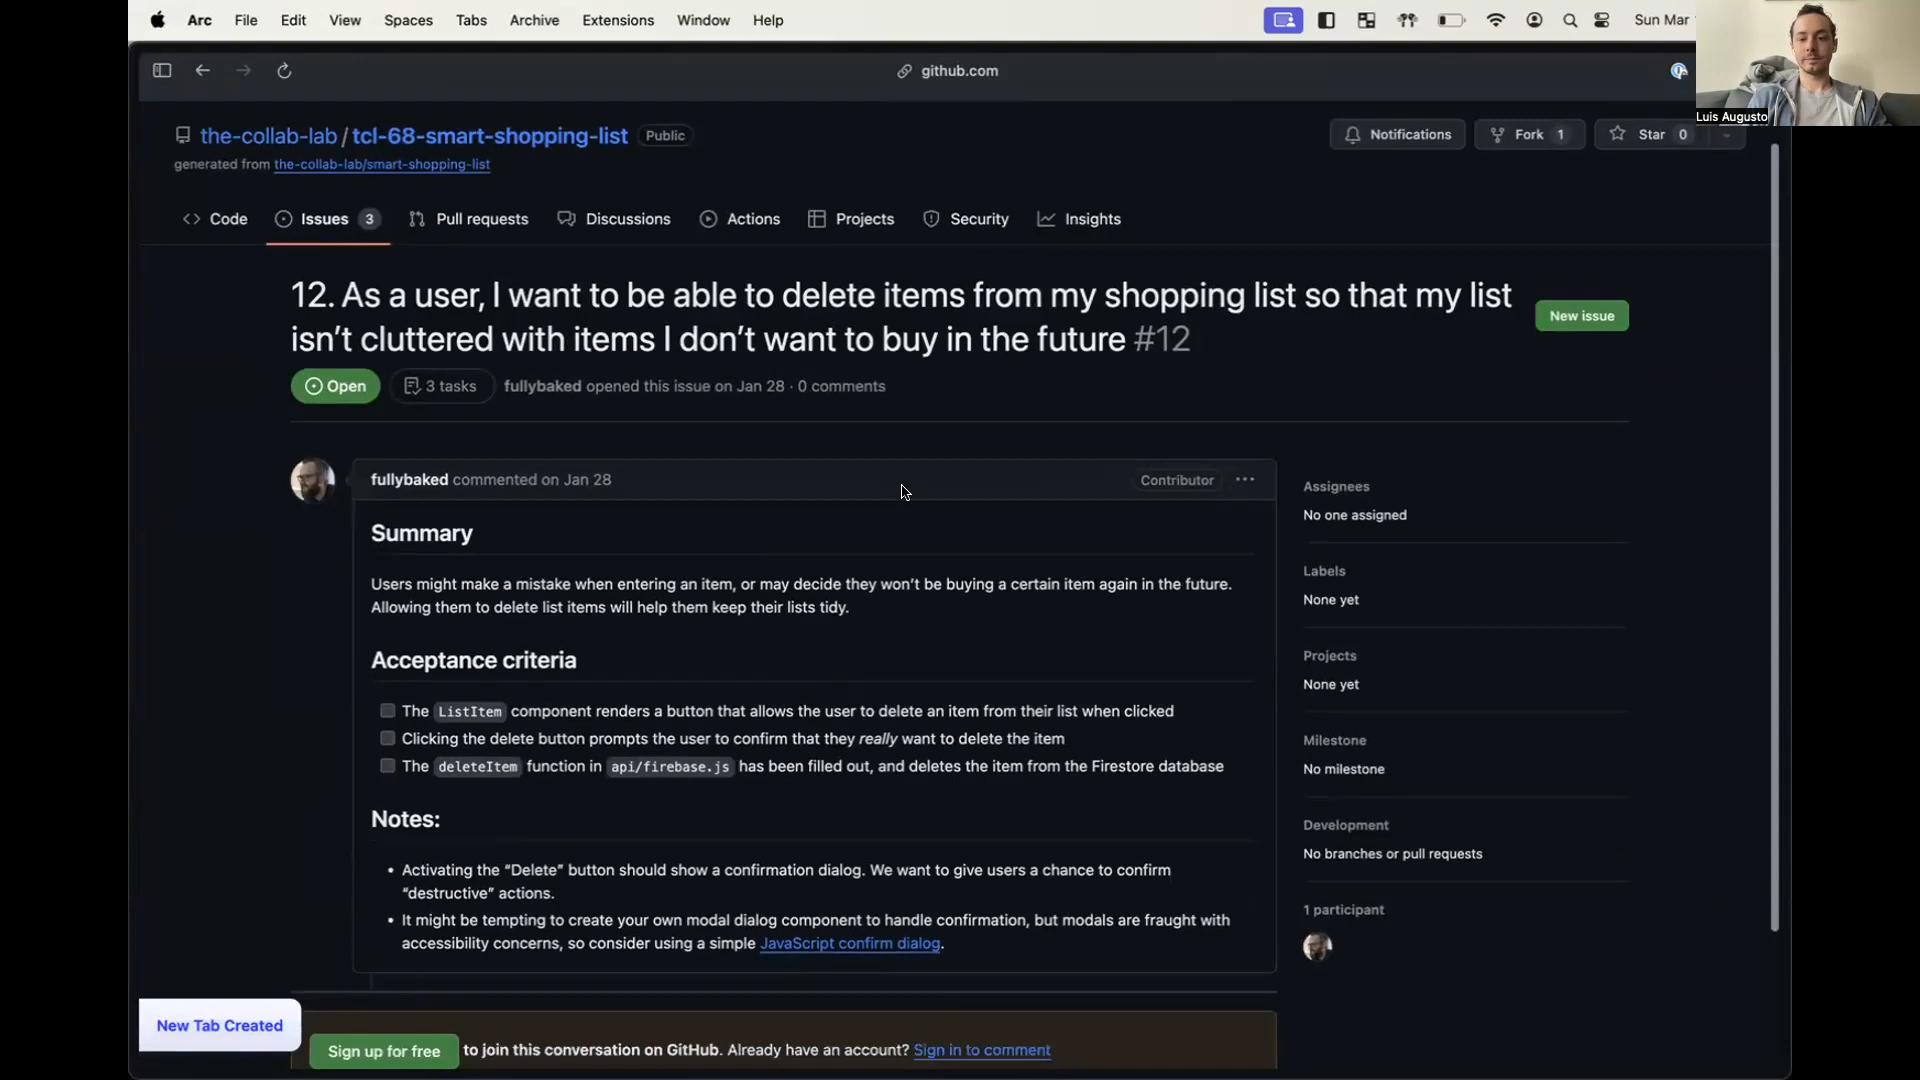 Arc File Edit View Spaces Tabs Archive Extensions Window Help Sun Mar
github.com
Luis Augusto
the-collab-lab / tcl-68-smart-shopping-list Public
Notifications Fork 1 Star 0
generated from the-collab-lab/smart-shopping-list
Code Issues 3 Pull requests Discussions Actions Projects Security Insights
12. As a user, I want to be able to delete items from my shopping list so that my list
isn’t cluttered with items I don’t want to buy in the future #12
New issue
Open 3 tasks fullybaked opened this issue on Jan 28 · 0 comments
fullybaked commented on Jan 28 Contributor
Summary
Users might make a mistake when entering an item, or may decide they won’t be buying a certain item again in the future.
Allowing them to delete list items will help them keep their lists tidy.
Acceptance criteria
The ListItem component renders a button that allows the user to delete an item from their list when clicked
Clicking the delete button prompts the user to confirm that they really want to delete the item
The deleteItem function in api/firebase.js has been filled out, and deletes the item from the Firestore database
Notes:
• Activating the “Delete” button should show a confirmation dialog. We want to give users a chance to confirm
“destructive” actions.
• It might be tempting to create your own modal dialog component to handle confirmation, but modals are fraught with
accessibility concerns, so consider using a simple JavaScript confirm dialog.
Assignees
No one assigned
Labels
None yet
Projects
None yet
Milestone
No milestone
Development
No branches or pull requests
1 participant
New Tab Created
Sign up for free to join this conversation on GitHub. Already have an account? Sign in to comment